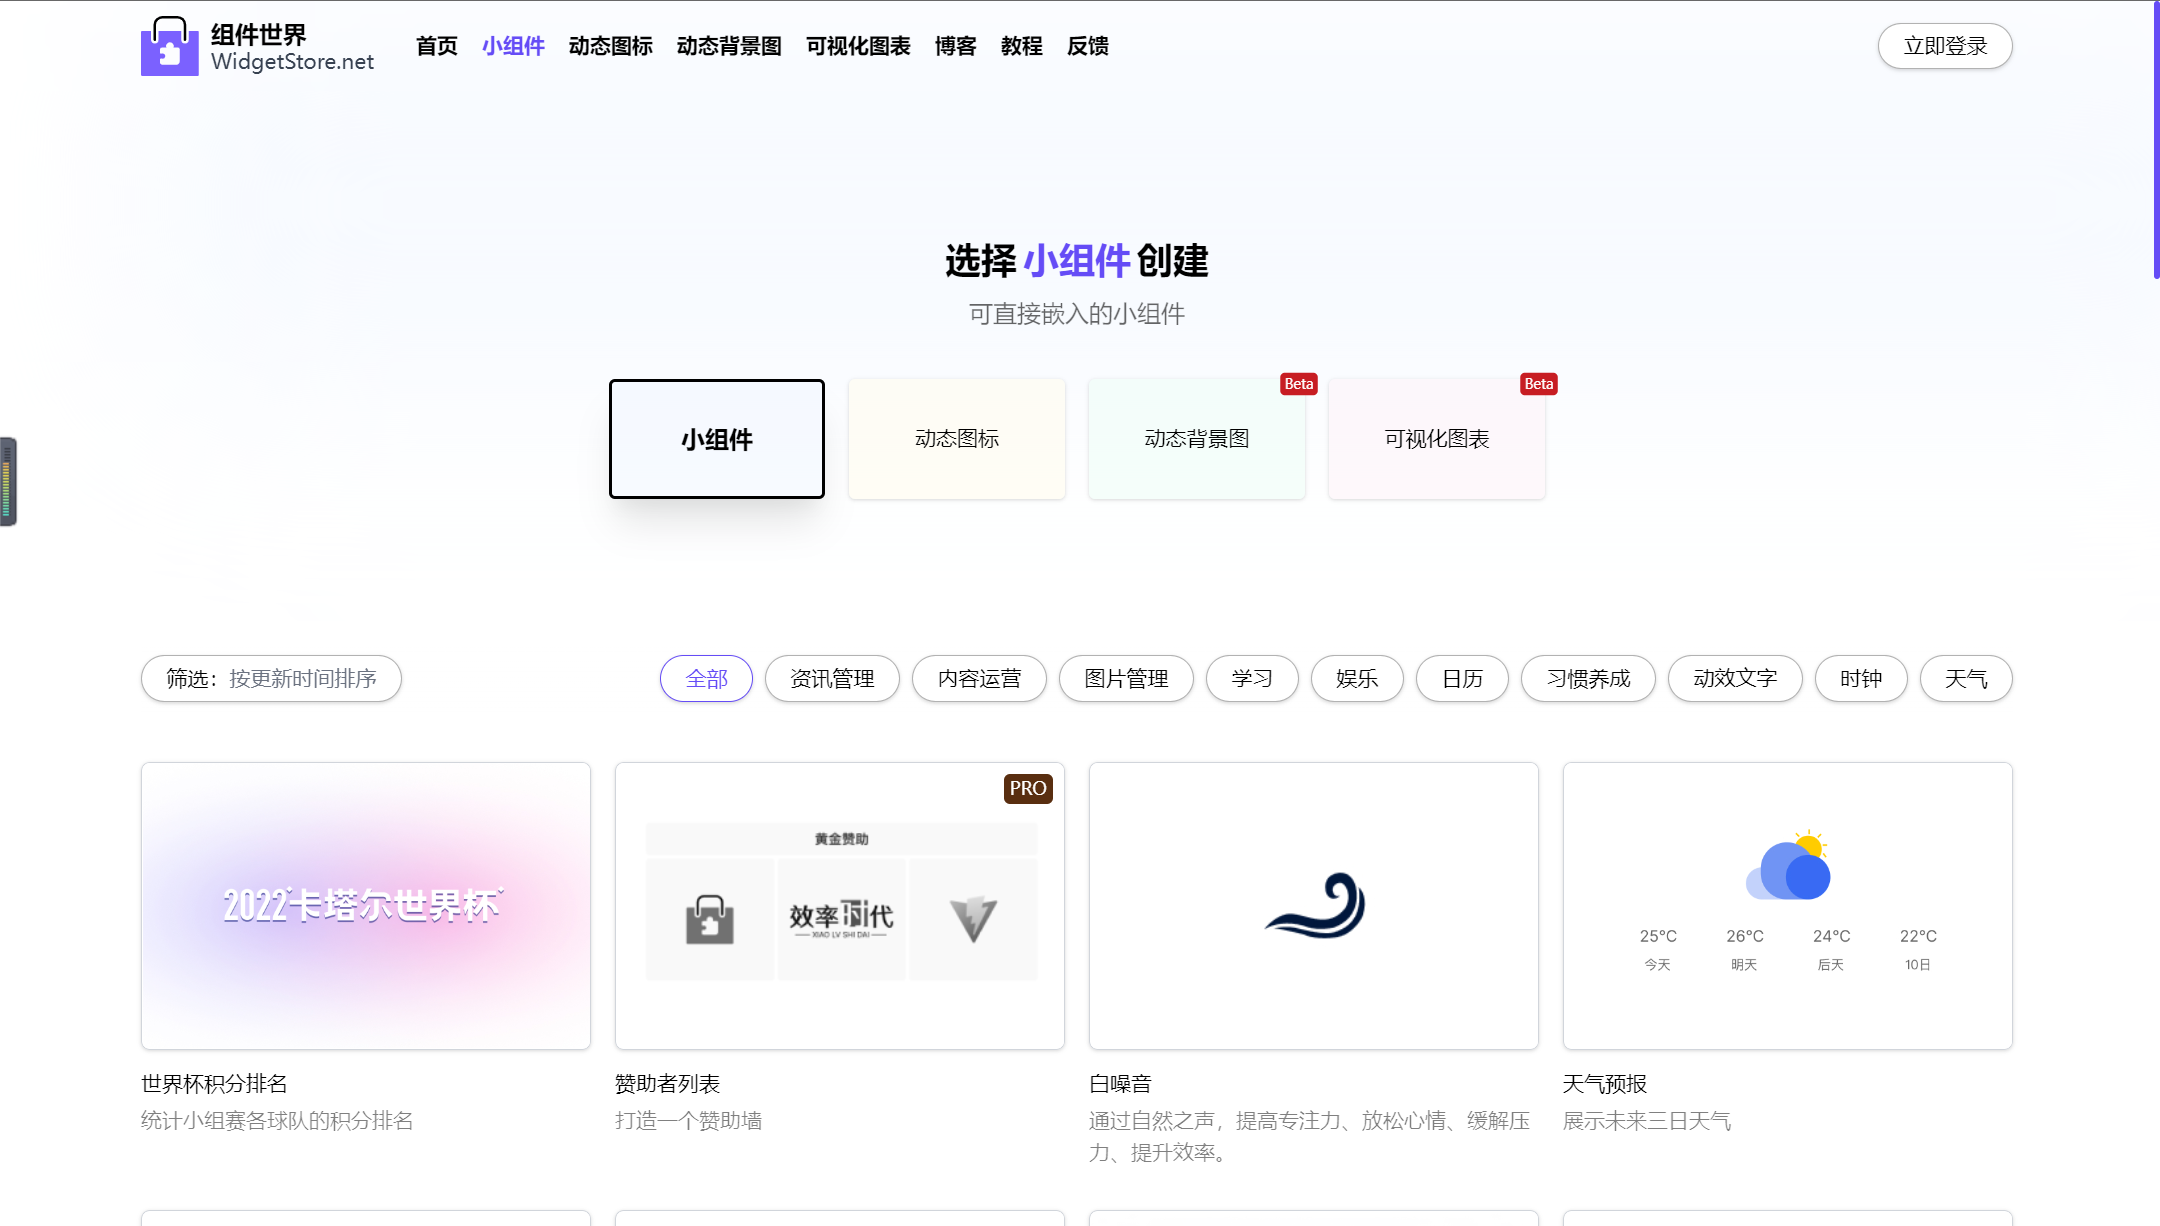 组件世界
WidgetStore.net
首页 小组件 动态图标 动态背景图 可视化图表 博客 教程 反馈
立即登录
选择 小组件 创建
可直接嵌入的小组件
小组件
动态图标
Beta
动态背景图
Beta
可视化图表
筛选：按更新时间排序
全部 资讯管理 内容运营 图片管理 学习 娱乐 日历 习惯养成 动效文字 时钟 天气
2022卡塔尔世界杯
世界杯积分排名
统计小组赛各球队的积分排名
PRO
黄金赞助
效率时代
XIAO LV SHI DAI
赞助者列表
打造一个赞助墙
白噪音
通过自然之声，提高专注力、放松心情、缓解压
力、提升效率。
25°C 26°C 24°C 22°C
今天 明天 后天 10日
天气预报
展示未来三日天气